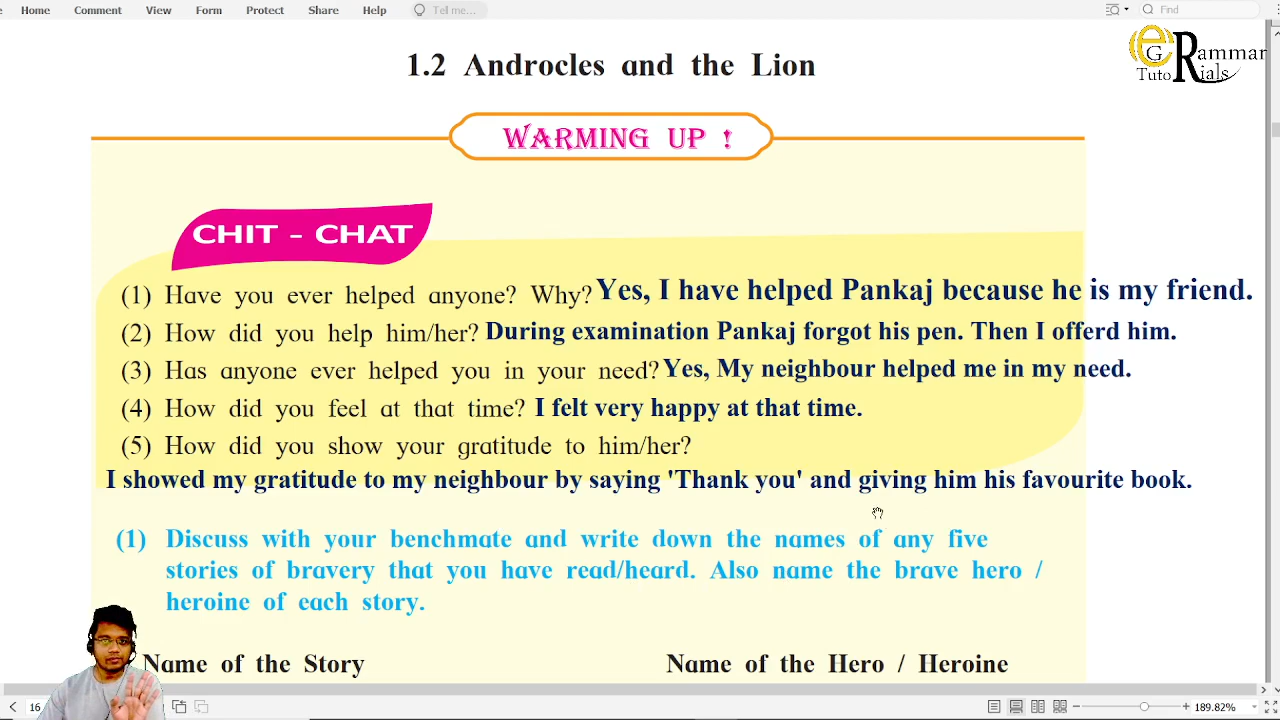 Home Comment View Form Protect Share Help Tell me... Find
e G Rammar
Tuto Rials
1.2 Androcles and the Lion
WARMING UP !
CHIT - CHAT
(1) Have you ever helped anyone? Why? Yes, I have helped Pankaj because he is my friend.
(2) How did you help him/her? During examination Pankaj forgot his pen. Then I offerd him.
(3) Has anyone ever helped you in your need? Yes, My neighbour helped me in my need.
(4) How did you feel at that time? I felt very happy at that time.
(5) How did you show your gratitude to him/her?
I showed my gratitude to my neighbour by saying 'Thank you' and giving him his favourite book.
(1) Discuss with your benchmate and write down the names of any five
stories of bravery that you have read/heard. Also name the brave hero /
heroine of each story.
Name of the Story Name of the Hero / Heroine
16 189.82%